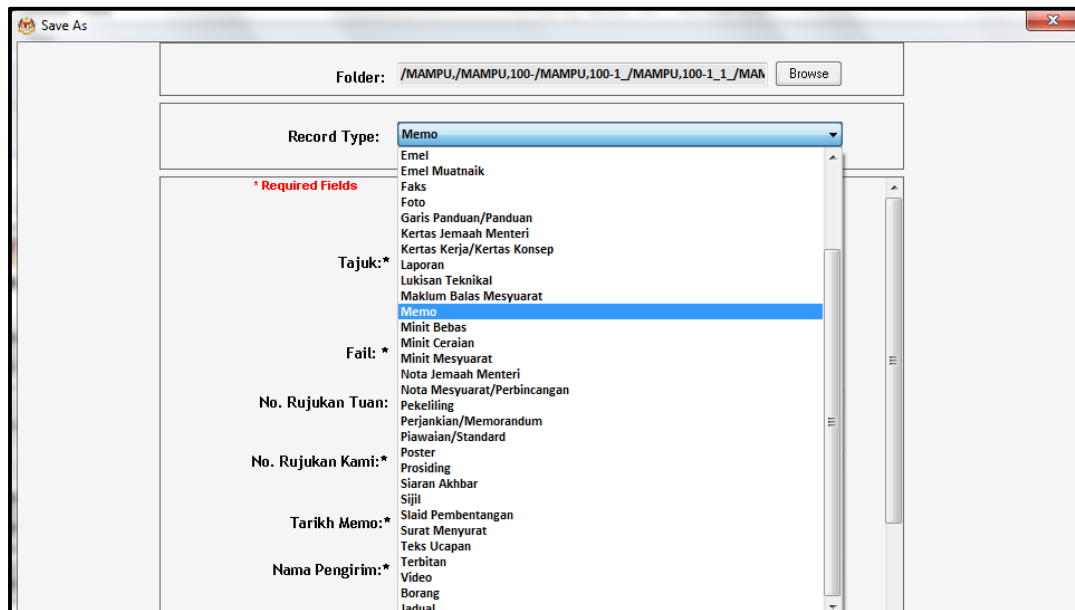 Save As
Folder: /MAMPU,/MAMPU,100-/MAMPU,100-1_/MAMPU,100-1_1_/MAM Browse
Record Type: Memo
Emel
Emel Muatnaik
* Required Fields
Faks
Foto
Garis Panduan/Panduan
Kertas Jemaah Menteri
Kertas Kerja/Kertas Konsep
Tajuk:*
Laporan
Lukisan Teknikal
Maklum Balas Mesyuarat
Memo
Minit Bebas
Minit Ceraian
Fail: *
Minit Mesyuarat
Nota Jemaah Menteri
Nota Mesyuarat/Perbincangan
No. Rujukan Tuan:
Pekeliling
Perjankian/Memorandum
Piawaian/Standard
Poster
No. Rujukan Kami:*
Prosiding
Siaran Akhbar
Sijil
Slaid Pembentangan
Tarikh Memo:*
Surat Menyurat
Teks Ucapan
Terbitan
Nama Pengirim:*
Video
Borang
Jadual